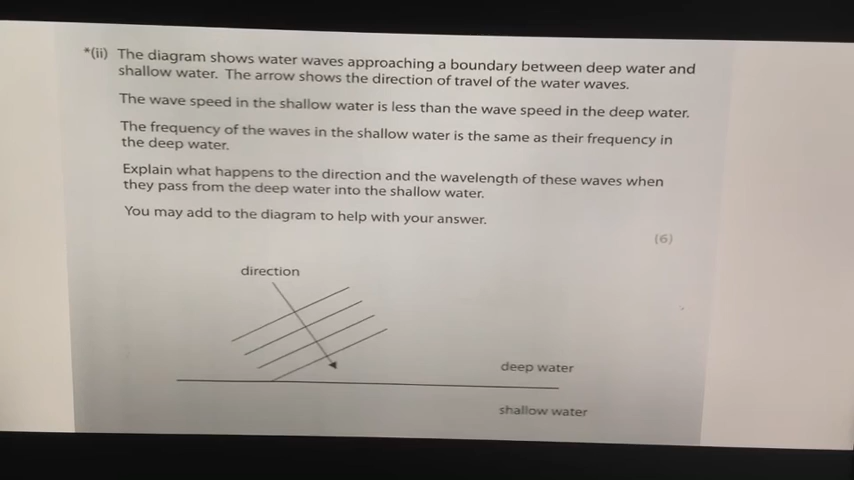 *(ii) The diagram shows water waves approaching a boundary between deep water and
shallow water. The arrow shows the direction of travel of the water waves.
The wave speed in the shallow water is less than the wave speed in the deep water.
The frequency of the waves in the shallow water is the same as their frequency in
the deep water.
Explain what happens to the direction and the wavelength of these waves when
they pass from the deep water into the shallow water.
You may add to the diagram to help with your answer.
(6)
direction
deep water
shallow water